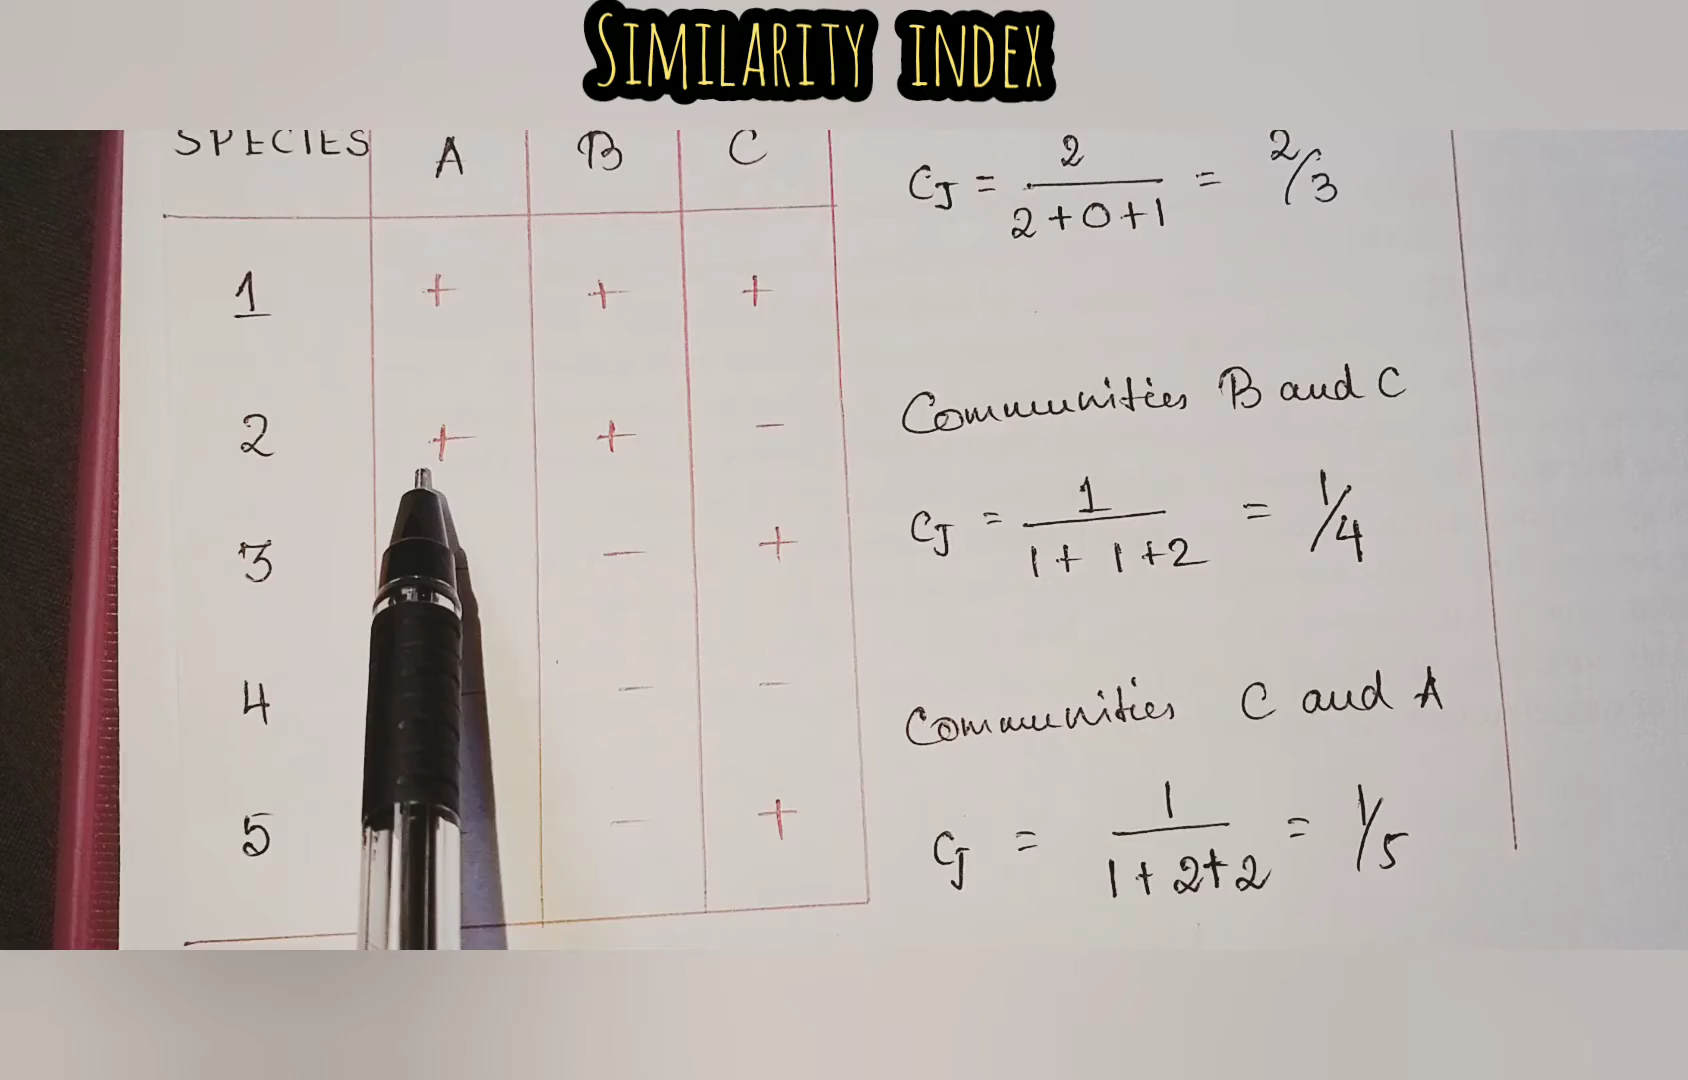 SIMILARITY INDEX
SPECIES A B C
1 + + +
2 + + -
3 - +
4 - -
5 - +
CJ = 2 / 2+0+1 = 2/3
Communities B and C
CJ = 1 / 1+1+2 = 1/4
Communities C and A
CJ = 1 / 1+2+2 = 1/5